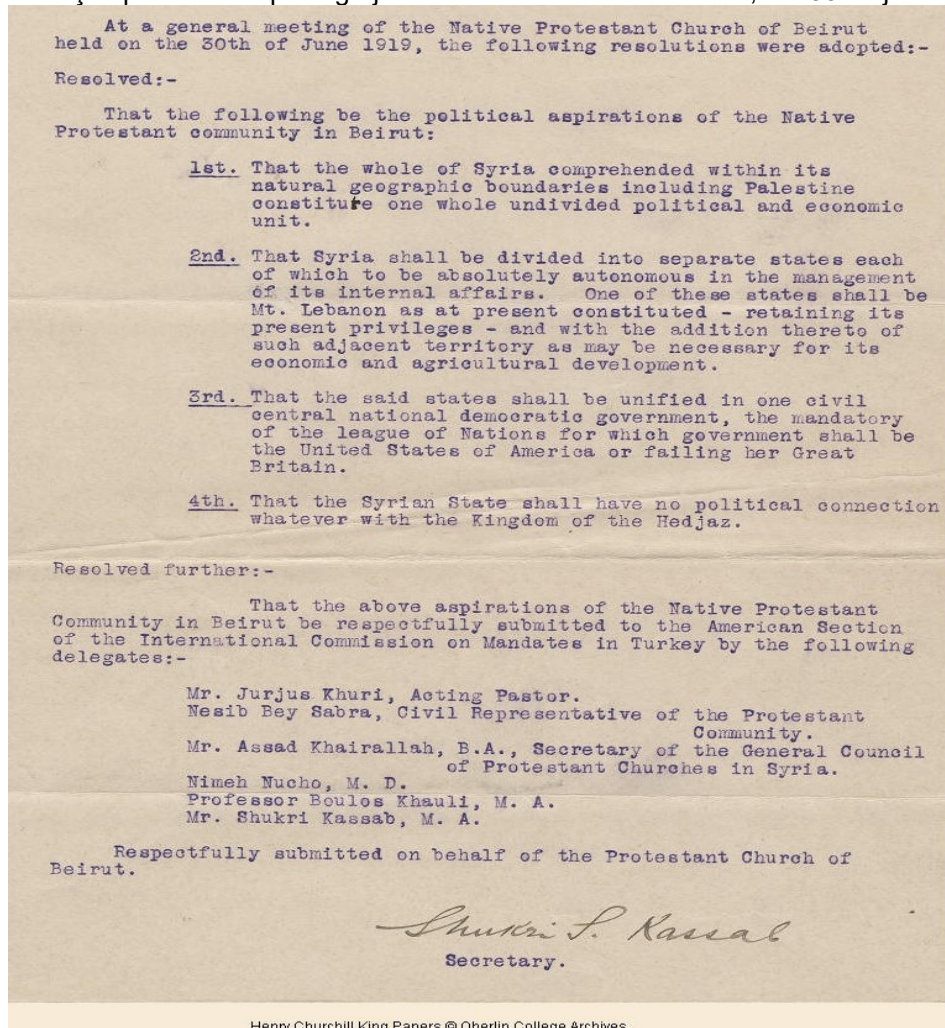 At a general meeting of the Native Protestant Church of Beirut
held on the 30th of June 1919, the following resolutions were adopted:-
Resolved:-
That the following be the political aspirations of the Native
Protestant community in Beirut:
1st. That the whole of Syria comprehended within its
natural geographic boundaries including Palestine
constitute one whole undivided political and economic
unit.
2nd. That Syria shall be divided into separate states each
of which to be absolutely autonomous in the management
of its internal affairs. One of these states shall be
Mt. Lebanon as at present constituted - retaining its
present privileges - and with the addition thereto of
such adjacent territory as may be necessary for its
economic and agricultural development.
3rd. That the said states shall be unified in one civil
central national democratic government, the mandatory
of the league of Nations for which government shall be
the United States of America or failing her Great
Britain.
4th. That the Syrian State shall have no political connection
whatever with the Kingdom of the Hedjaz.
Resolved further:-
That the above aspirations of the Native Protestant
Community in Beirut be respectfully submitted to the American Section
of the International Commission on Mandates in Turkey by the following
delegates:-
Mr. Jurjus Khuri, Acting Pastor.
Nesib Bey Sabra, Civil Representative of the Protestant
Community.
Mr. Assad Khairallah, B.A., Secretary of the General Council
of Protestant Churches in Syria.
Nimeh Nucho, M. D.
Professor Boulos Khauli, M. A.
Mr. Shukri Kassab, M. A.
Respectfully submitted on behalf of the Protestant Church of
Beirut.
Shukri S. Kassab
Secretary.
Henry Churchill King Papers © Oberlin College Archives